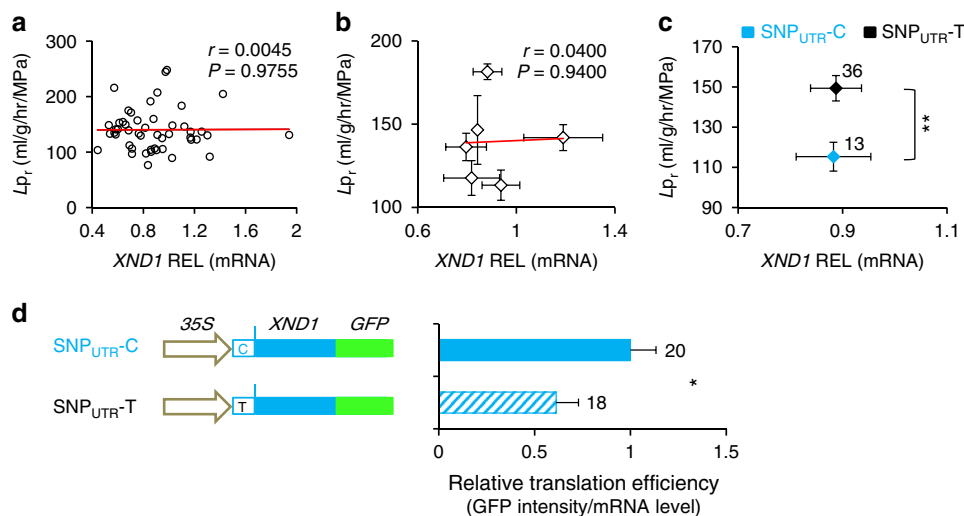 a
300
200
100
0
Lpr (ml/g/hr/MPa)
r = 0.0045
P = 0.9755
0.4 0.8 1.2 1.6 2
XND1 REL (mRNA)
b
180
140
100
Lpr (ml/g/hr/MPa)
r = 0.0400
P = 0.9400
0.6 1 1.4
XND1 REL (mRNA)
c
SNPUTR-C SNPUTR-T
170
150
130
110
90
Lpr (ml/g/hr/MPa)
36
13
**
0.7 0.9 1.1
XND1 REL (mRNA)
d
35S XND1 GFP
SNPUTR-C
C
SNPUTR-T
T
20
18
*
0 0.5 1 1.5
Relative translation efficiency
(GFP intensity/mRNA level)